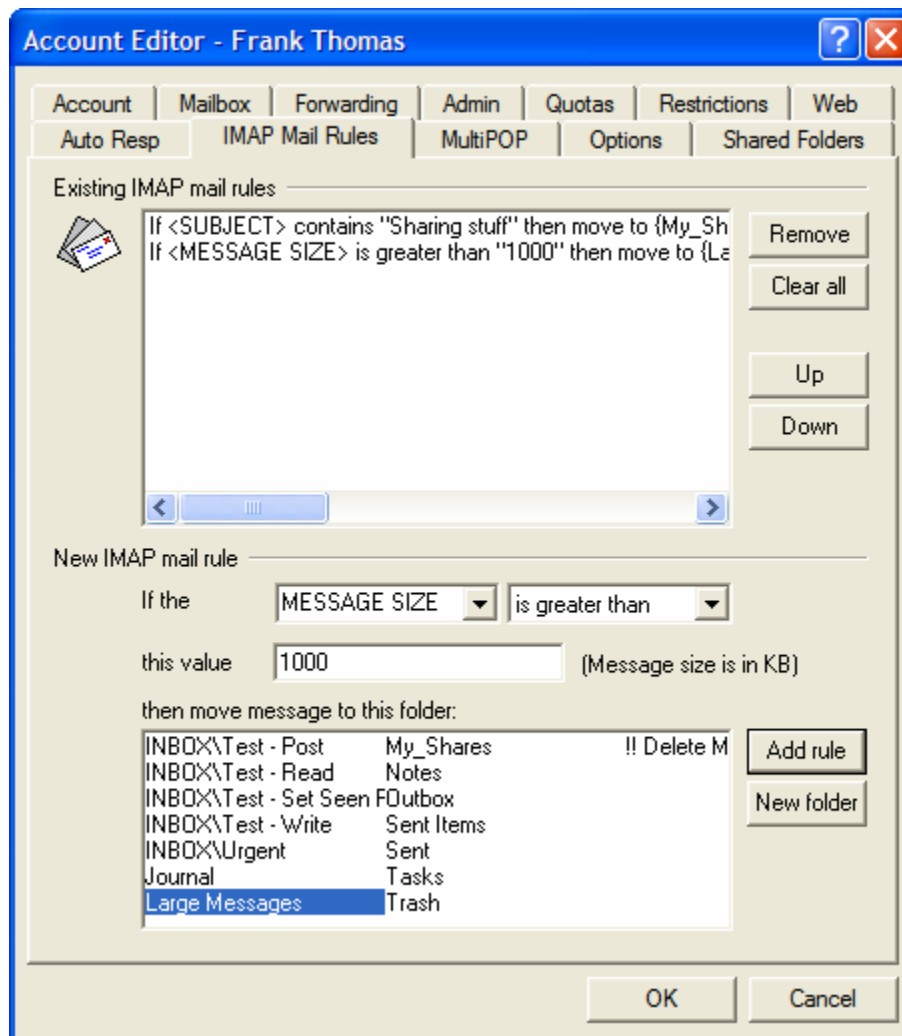 Account Editor - Frank Thomas
Account Mailbox Forwarding Admin Quotas Restrictions Web
Auto Resp IMAP Mail Rules MultiPOP Options Shared Folders
Existing IMAP mail rules
If <SUBJECT> contains "Sharing stuff" then move to {My_Sh
If <MESSAGE SIZE> is greater than "1000" then move to {La
Remove
Clear all
Up
Down
New IMAP mail rule
If the MESSAGE SIZE is greater than
this value 1000 (Message size is in KB)
then move message to this folder:
INBOX\Test - Post My_Shares !! Delete M
INBOX\Test - Read Notes
INBOX\Test - Set Seen F Outbox
INBOX\Test - Write Sent Items
INBOX\Urgent Sent
Journal Tasks
Large Messages Trash
Add rule
New folder
OK Cancel